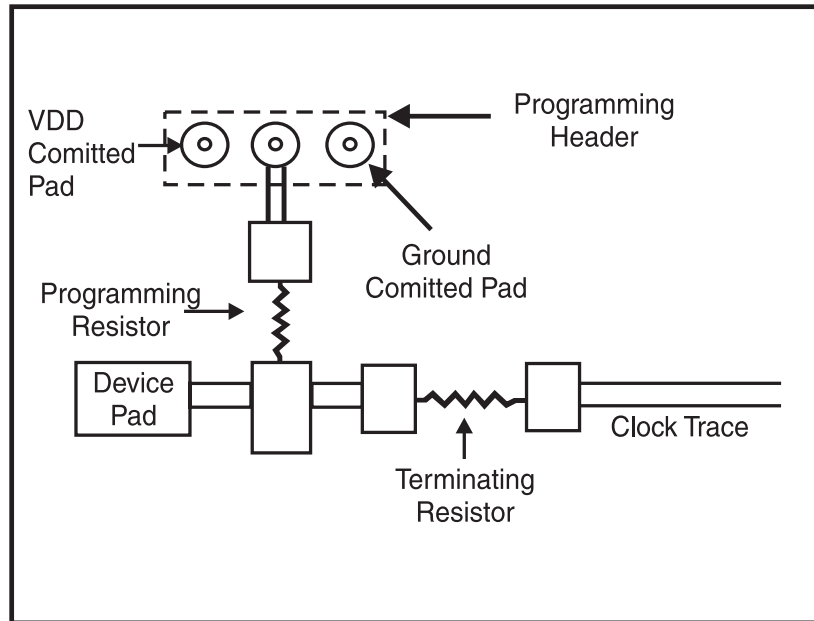 VDD
Comitted
Pad
Programming
Header
Ground
Comitted Pad
Programming
Resistor
Device
Pad
Clock Trace
Terminating
Resistor